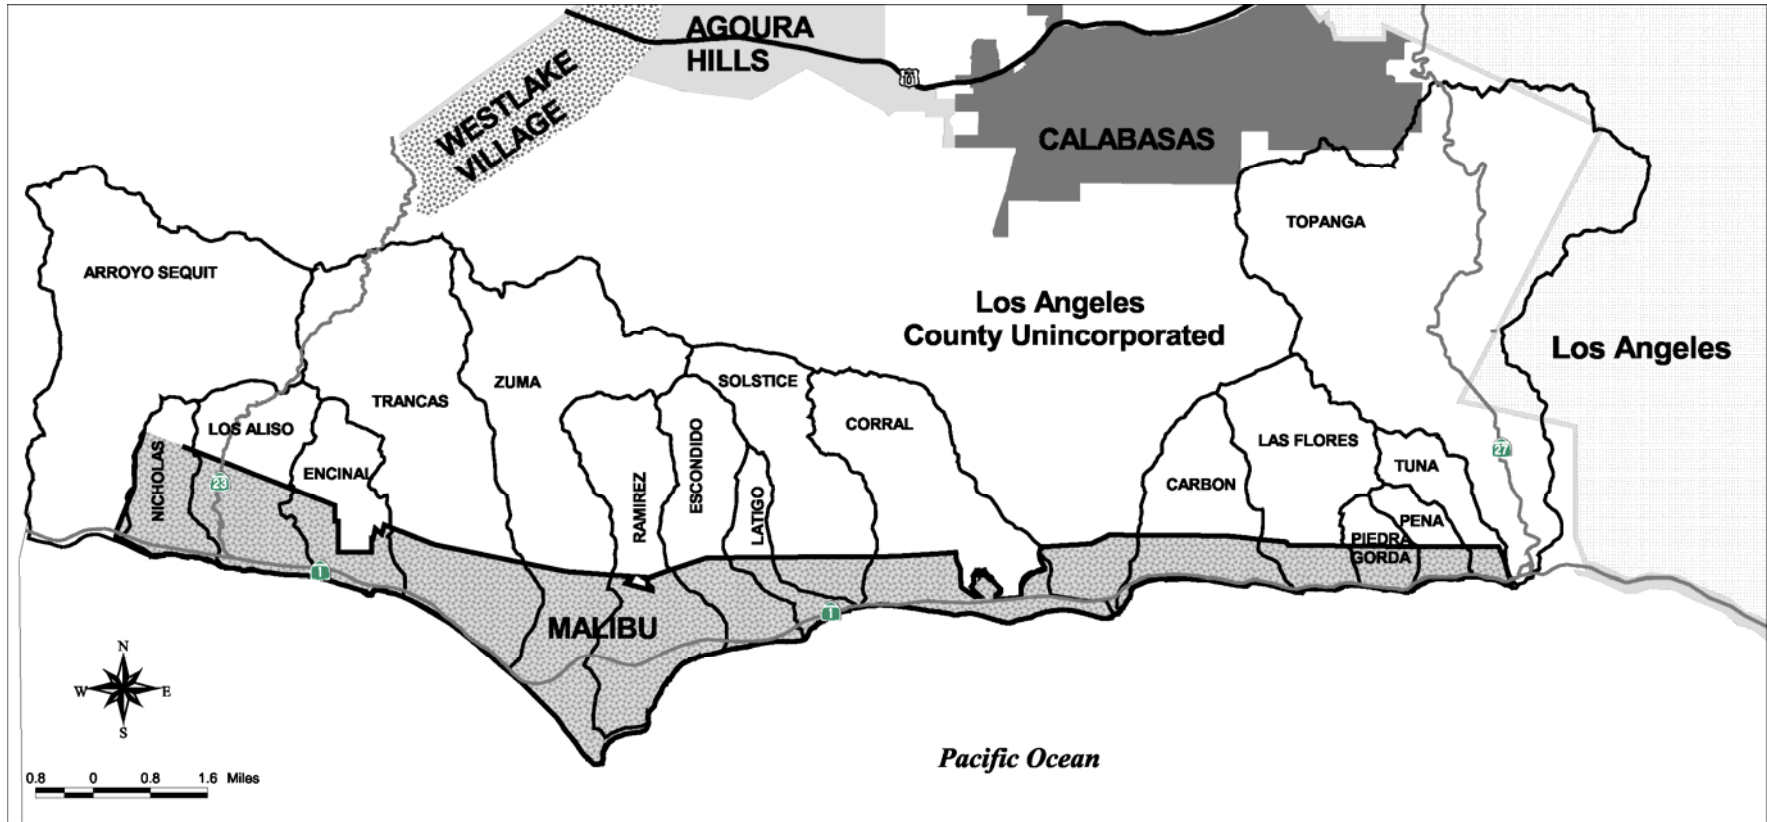 AGOURA
HILLS
101
WESTLAKE
VILLAGE
CALABASAS
TOPANGA
ARROYO SEQUIT
Los Angeles
County Unincorporated
Los Angeles
ZUMA
SOLSTICE
TRANCAS
CORRAL
LOS ALISO
LAS FLORES
27
NICHOLAS
ENCINAL
ESCONDIDO
TUNA
CARBON
23
RAMIREZ
LATIGO
PENA
PIEDRA
GORDA
1
1
MALIBU
N
W
E
S
Pacific Ocean
0.8 0 0.8 1.6 Miles